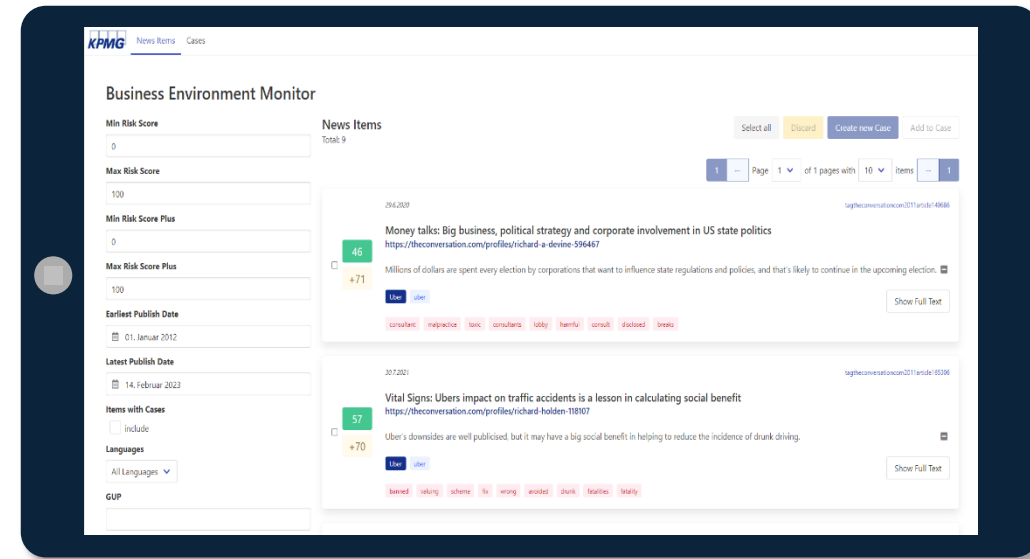 KPMG News Items Cases
Business Environment Monitor
Min Risk Score
0
Max Risk Score
100
Min Risk Score Plus
0
Max Risk Score Plus
100
Earliest Publish Date
01. Januar 2012
Latest Publish Date
14. Februar 2023
Items with Cases
include
Languages
All Languages
GUP
News Items
Total: 9
Select all Discard Create new Case Add to Case
1 ... Page 1 of 1 pages with 10 items ... 1
29.6.2020 tagtheconversationcom2011article140686
Money talks: Big business, political strategy and corporate involvement in US state politics
https://theconversation.com/profiles/richard-a-devine-596467
46
+71
Millions of dollars are spent every election by corporations that want to influence state regulations and policies, and that's likely to continue in the upcoming election.
Uber uber
Show Full Text
consultant malpractice toxic consultants lobby harmful consult disclosed breaks
30.7.2021 tagtheconversationcom2011article165306
Vital Signs: Ubers impact on traffic accidents is a lesson in calculating social benefit
https://theconversation.com/profiles/richard-holden-118107
57
+70
Uber's downsides are well publicised, but it may have a big social benefit in helping to reduce the incidence of drunk driving.
Uber uber
Show Full Text
banned valuing scheme fix wrong avoided drunk fatalities fatality